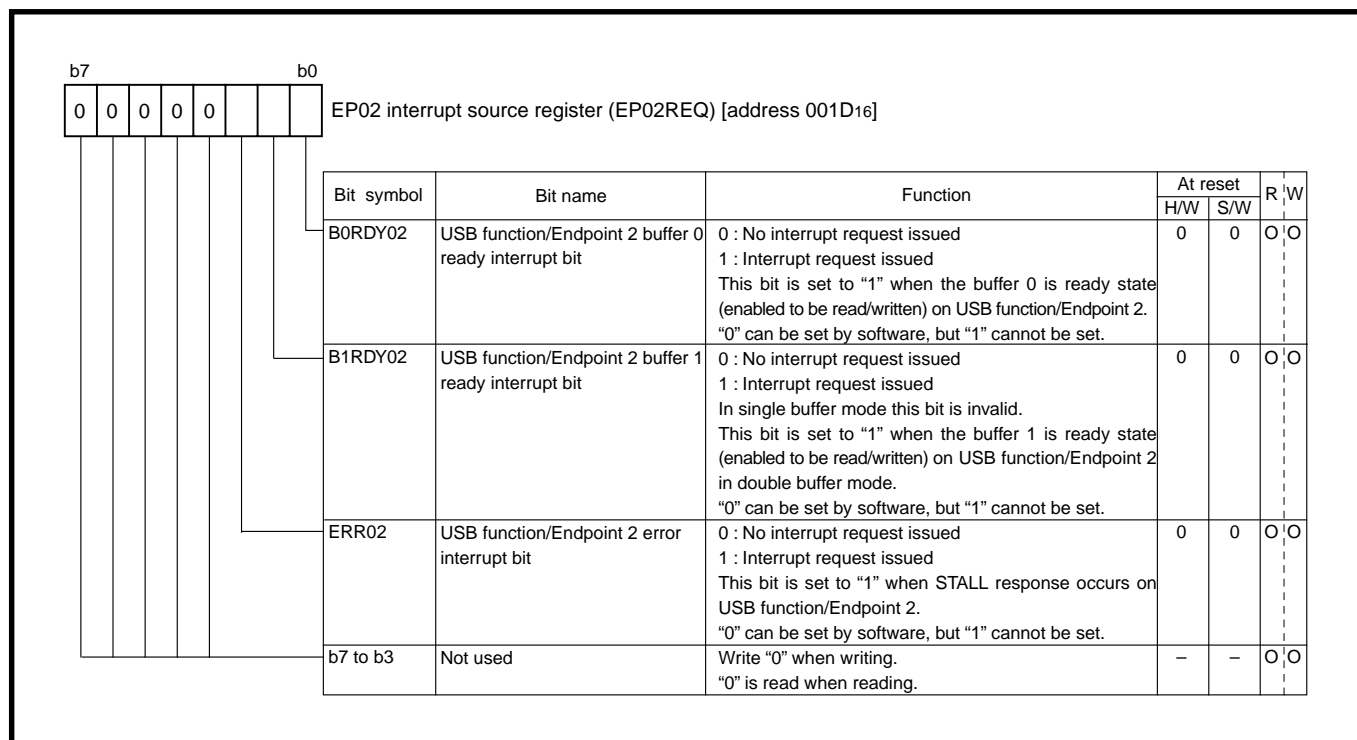 b7 b0
0 0 0 0 0 EP02 interrupt source register (EP02REQ) [address 001D16]
Bit symbol Bit name Function At reset R W
H/W S/W
B0RDY02 USB function/Endpoint 2 buffer 0 0 : No interrupt request issued 0 0 O O
ready interrupt bit 1 : Interrupt request issued
This bit is set to “1” when the buffer 0 is ready state
(enabled to be read/written) on USB function/Endpoint 2.
“0” can be set by software, but “1” cannot be set.
B1RDY02 USB function/Endpoint 2 buffer 1 0 : No interrupt request issued 0 0 O O
ready interrupt bit 1 : Interrupt request issued
In single buffer mode this bit is invalid.
This bit is set to “1” when the buffer 1 is ready state
(enabled to be read/written) on USB function/Endpoint 2
in double buffer mode.
“0” can be set by software, but “1” cannot be set.
ERR02 USB function/Endpoint 2 error 0 : No interrupt request issued 0 0 O O
interrupt bit 1 : Interrupt request issued
This bit is set to “1” when STALL response occurs on
USB function/Endpoint 2.
“0” can be set by software, but “1” cannot be set.
b7 to b3 Not used Write “0” when writing. – – O O
“0” is read when reading.